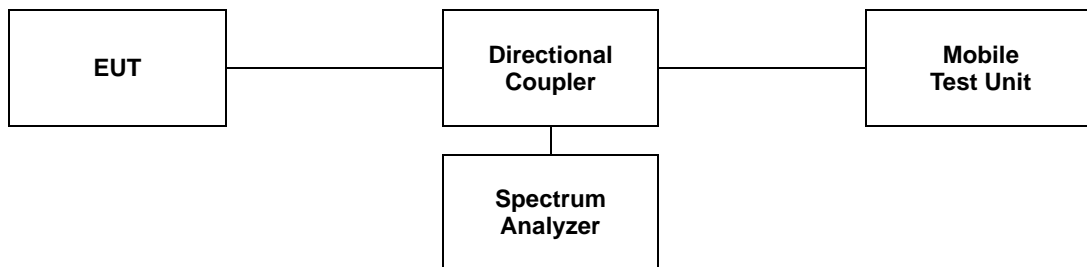 EUT
Directional
Coupler
Mobile
Test Unit
Spectrum
Analyzer